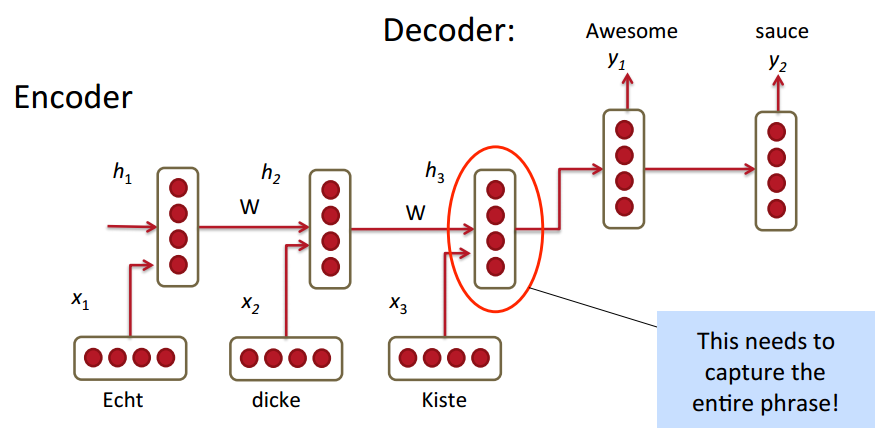 Decoder:
Awesome
sauce
y1
y2
Encoder
h1
h2
h3
W
W
x1
x2
x3
Echt
dicke
Kiste
This needs to
capture the
entire phrase!